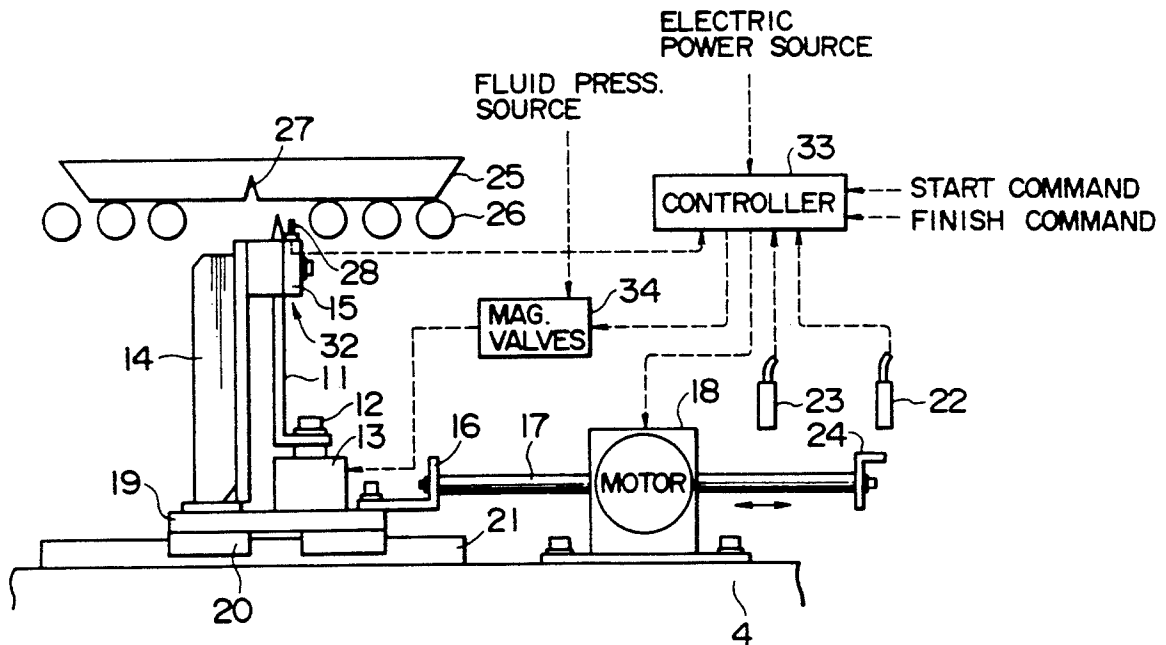 ELECTRIC
POWER SOURCE
FLUID PRESS.
SOURCE
27
33
25
CONTROLLER
START COMMAND
26
FINISH COMMAND
28
34
15
MAG.
VALVES
14
32
11
18
12
23
22
13
16
17
24
MOTOR
19
21
20
4